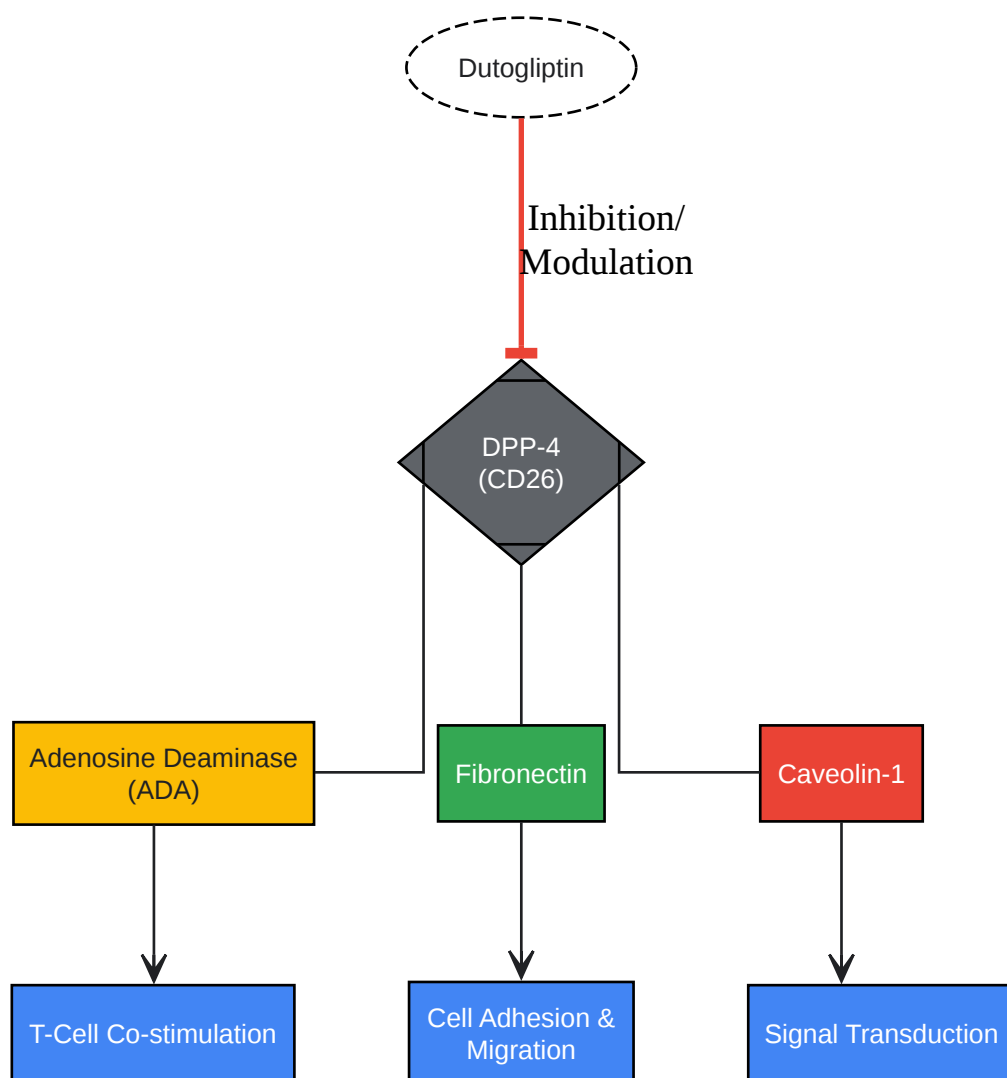 Dutogliptin
Inhibition/
Modulation
DPP-4
(CD26)
Adenosine Deaminase
(ADA)
Fibronectin
Caveolin-1
T-Cell Co-stimulation
Cell Adhesion &
Migration
Signal Transduction